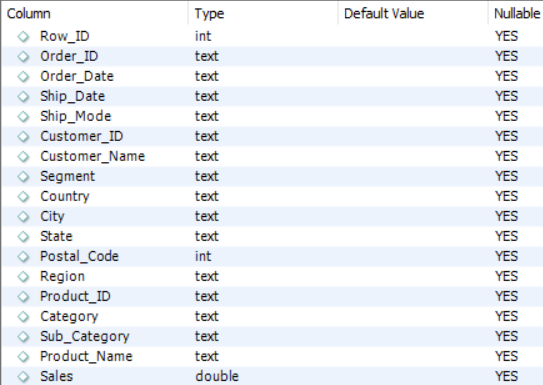 Column Type Default Value Nullable
Row_ID int YES
Order_ID text YES
Order_Date text YES
Ship_Date text YES
Ship_Mode text YES
Customer_ID text YES
Customer_Name text YES
Segment text YES
Country text YES
City text YES
State text YES
Postal_Code int YES
Region text YES
Product_ID text YES
Category text YES
Sub_Category text YES
Product_Name text YES
Sales double YES